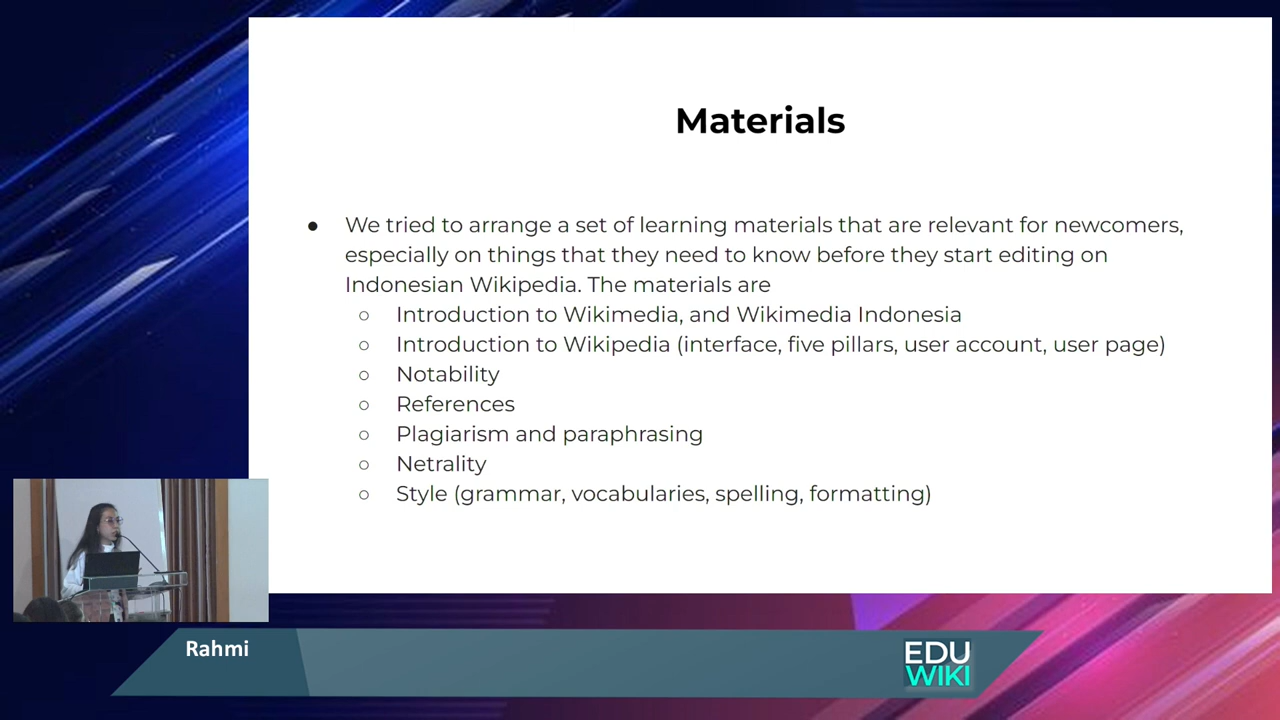 Materials
● We tried to arrange a set of learning materials that are relevant for newcomers,
especially on things that they need to know before they start editing on
Indonesian Wikipedia. The materials are
○ Introduction to Wikimedia, and Wikimedia Indonesia
○ Introduction to Wikipedia (interface, five pillars, user account, user page)
○ Notability
○ References
○ Plagiarism and paraphrasing
○ Netrality
○ Style (grammar, vocabularies, spelling, formatting)
Rahmi
EDU
WIKI